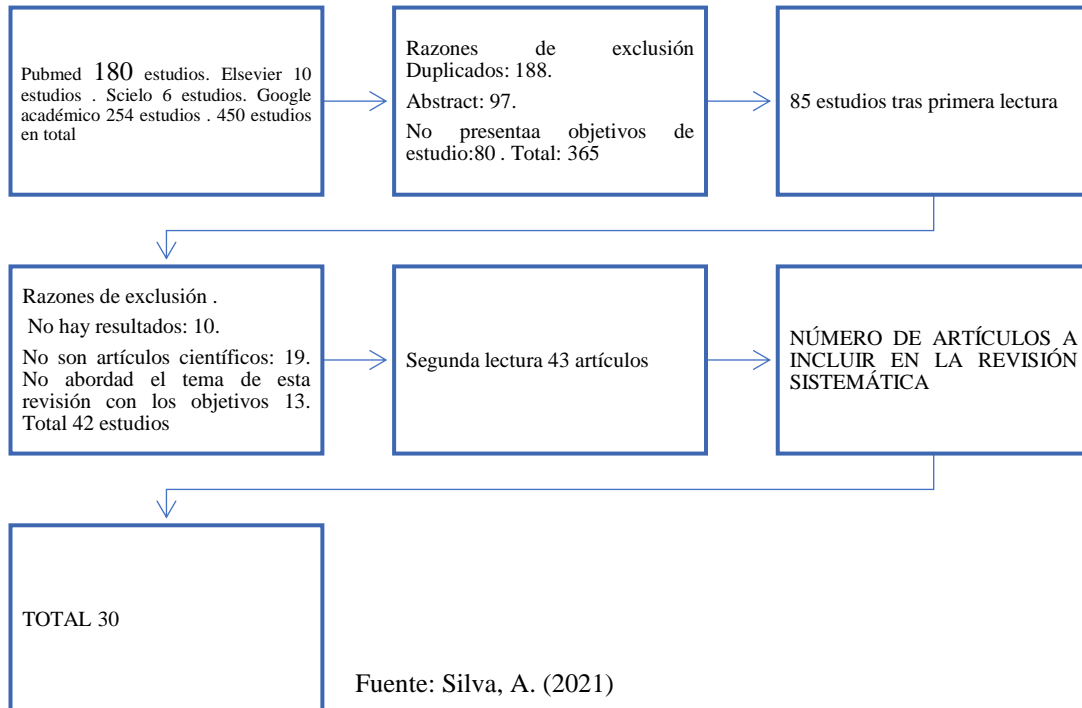 Pubmed 180 estudios. Elsevier 10
estudios . Scielo 6 estudios. Google
académico 254 estudios . 450 estudios
en total
Razones de exclusión
Duplicados: 188.
Abstract: 97.
No presentaa objetivos de
estudio:80 . Total: 365
85 estudios tras primera lectura
Razones de exclusión .
No hay resultados: 10.
No son artículos científicos: 19.
No abordad el tema de esta
revisión con los objetivos 13.
Total 42 estudios
Segunda lectura 43 artículos
NÚMERO DE ARTÍCULOS A
INCLUIR EN LA REVISIÓN
SISTEMÁTICA
TOTAL 30
Fuente: Silva, A. (2021)